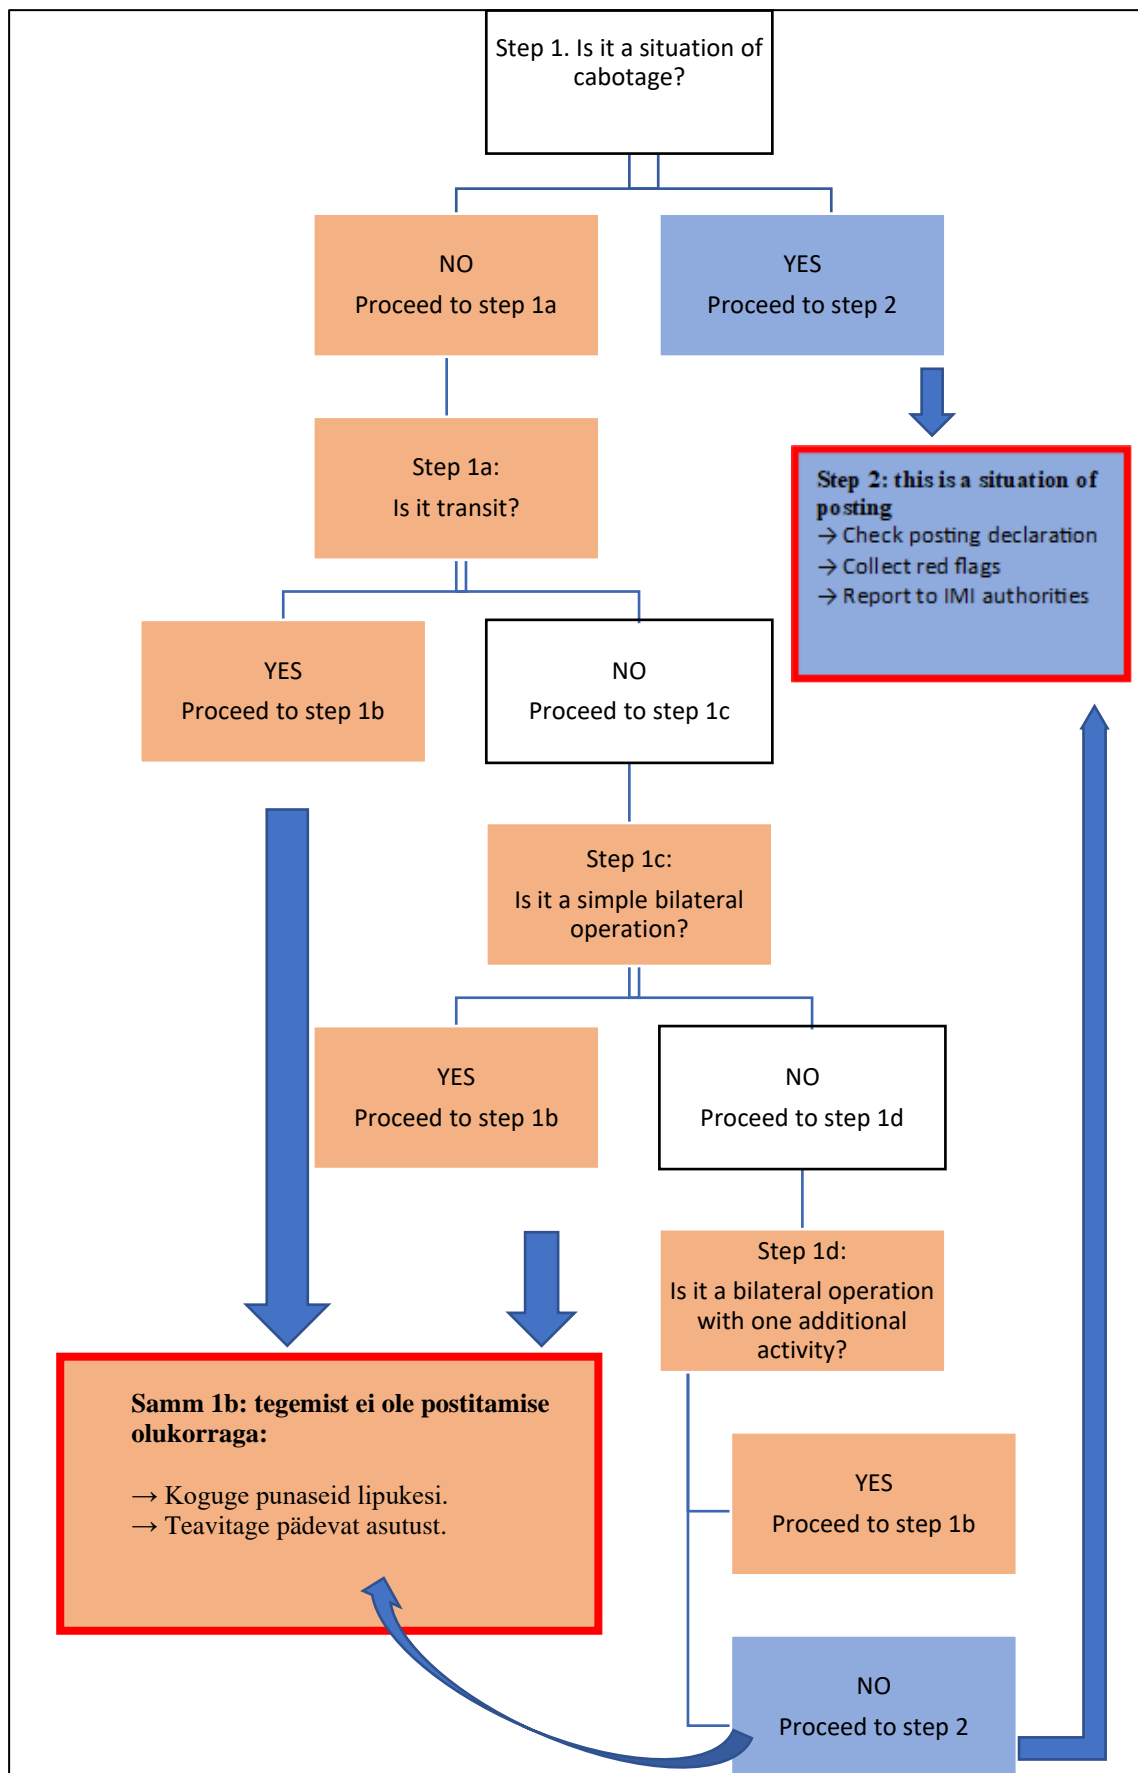 Step 1. Is it a situation of
cabotage?
NO
Proceed to step 1a
YES
Proceed to step 2
Step 1a:
Is it transit?
Step 2: this is a situation of
posting
→ Check posting declaration
→ Collect red flags
→ Report to IMI authorities
YES
Proceed to step 1b
NO
Proceed to step 1c
Step 1c:
Is it a simple bilateral
operation?
YES
Proceed to step 1b
NO
Proceed to step 1d
Step 1d:
Is it a bilateral operation
with one additional
activity?
Samm 1b: tegemist ei ole postitamise
olukorraga:
→ Koguge punaseid lipukesi.
→ Teavitage pädevat asutust.
YES
Proceed to step 1b
NO
Proceed to step 2